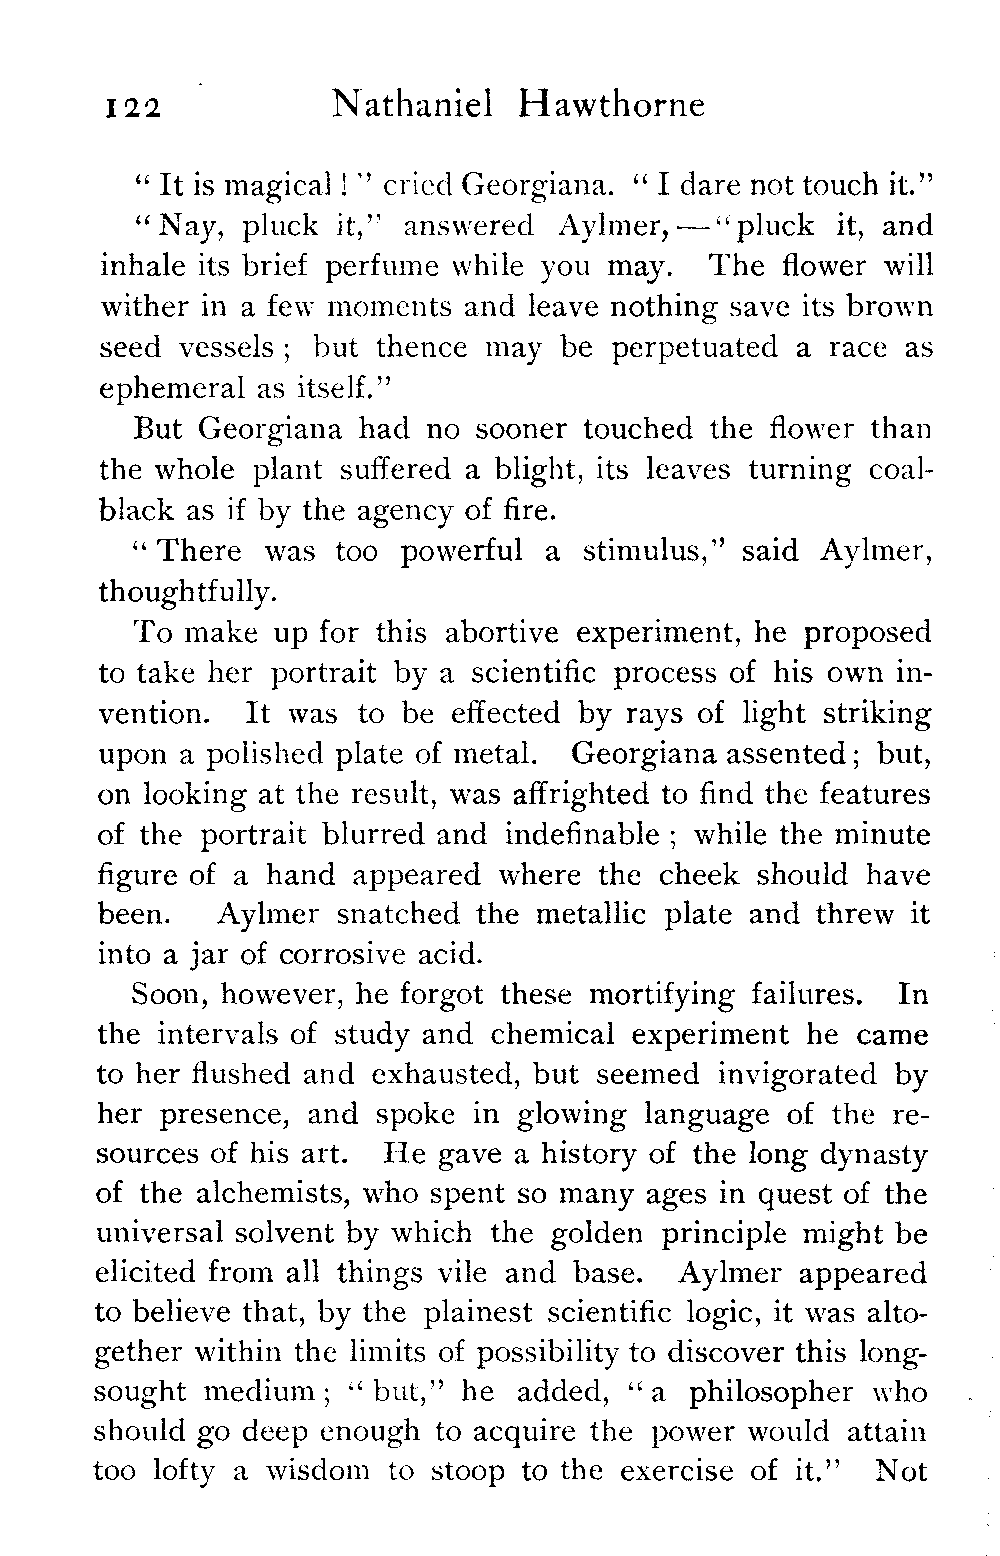 122 Nathaniel Hawthorne
“ It is magical ! ” cried Georgiana. “ I dare not touch it.”
“ Nay, pluck it,” answered Aylmer, — “ pluck it, and
inhale its brief perfume while you may. The flower will
wither in a few moments and leave nothing save its brown
seed vessels ; but thence may be perpetuated a race as
ephemeral as itself.”
But Georgiana had no sooner touched the flower than
the whole plant suffered a blight, its leaves turning coal-
black as if by the agency of fire.
“ There was too powerful a stimulus,” said Aylmer,
thoughtfully.
To make up for this abortive experiment, he proposed
to take her portrait by a scientific process of his own in-
vention. It was to be effected by rays of light striking
upon a polished plate of metal. Georgiana assented ; but,
on looking at the result, was affrighted to find the features
of the portrait blurred and indefinable ; while the minute
figure of a hand appeared where the cheek should have
been. Aylmer snatched the metallic plate and threw it
into a jar of corrosive acid.
Soon, however, he forgot these mortifying failures. In
the intervals of study and chemical experiment he came
to her flushed and exhausted, but seemed invigorated by
her presence, and spoke in glowing language of the re-
sources of his art. He gave a history of the long dynasty
of the alchemists, who spent so many ages in quest of the
universal solvent by which the golden principle might be
elicited from all things vile and base. Aylmer appeared
to believe that, by the plainest scientific logic, it was alto-
gether within the limits of possibility to discover this long-
sought medium ; “ but,” he added, “ a philosopher who
should go deep enough to acquire the power would attain
too lofty a wisdom to stoop to the exercise of it.” Not